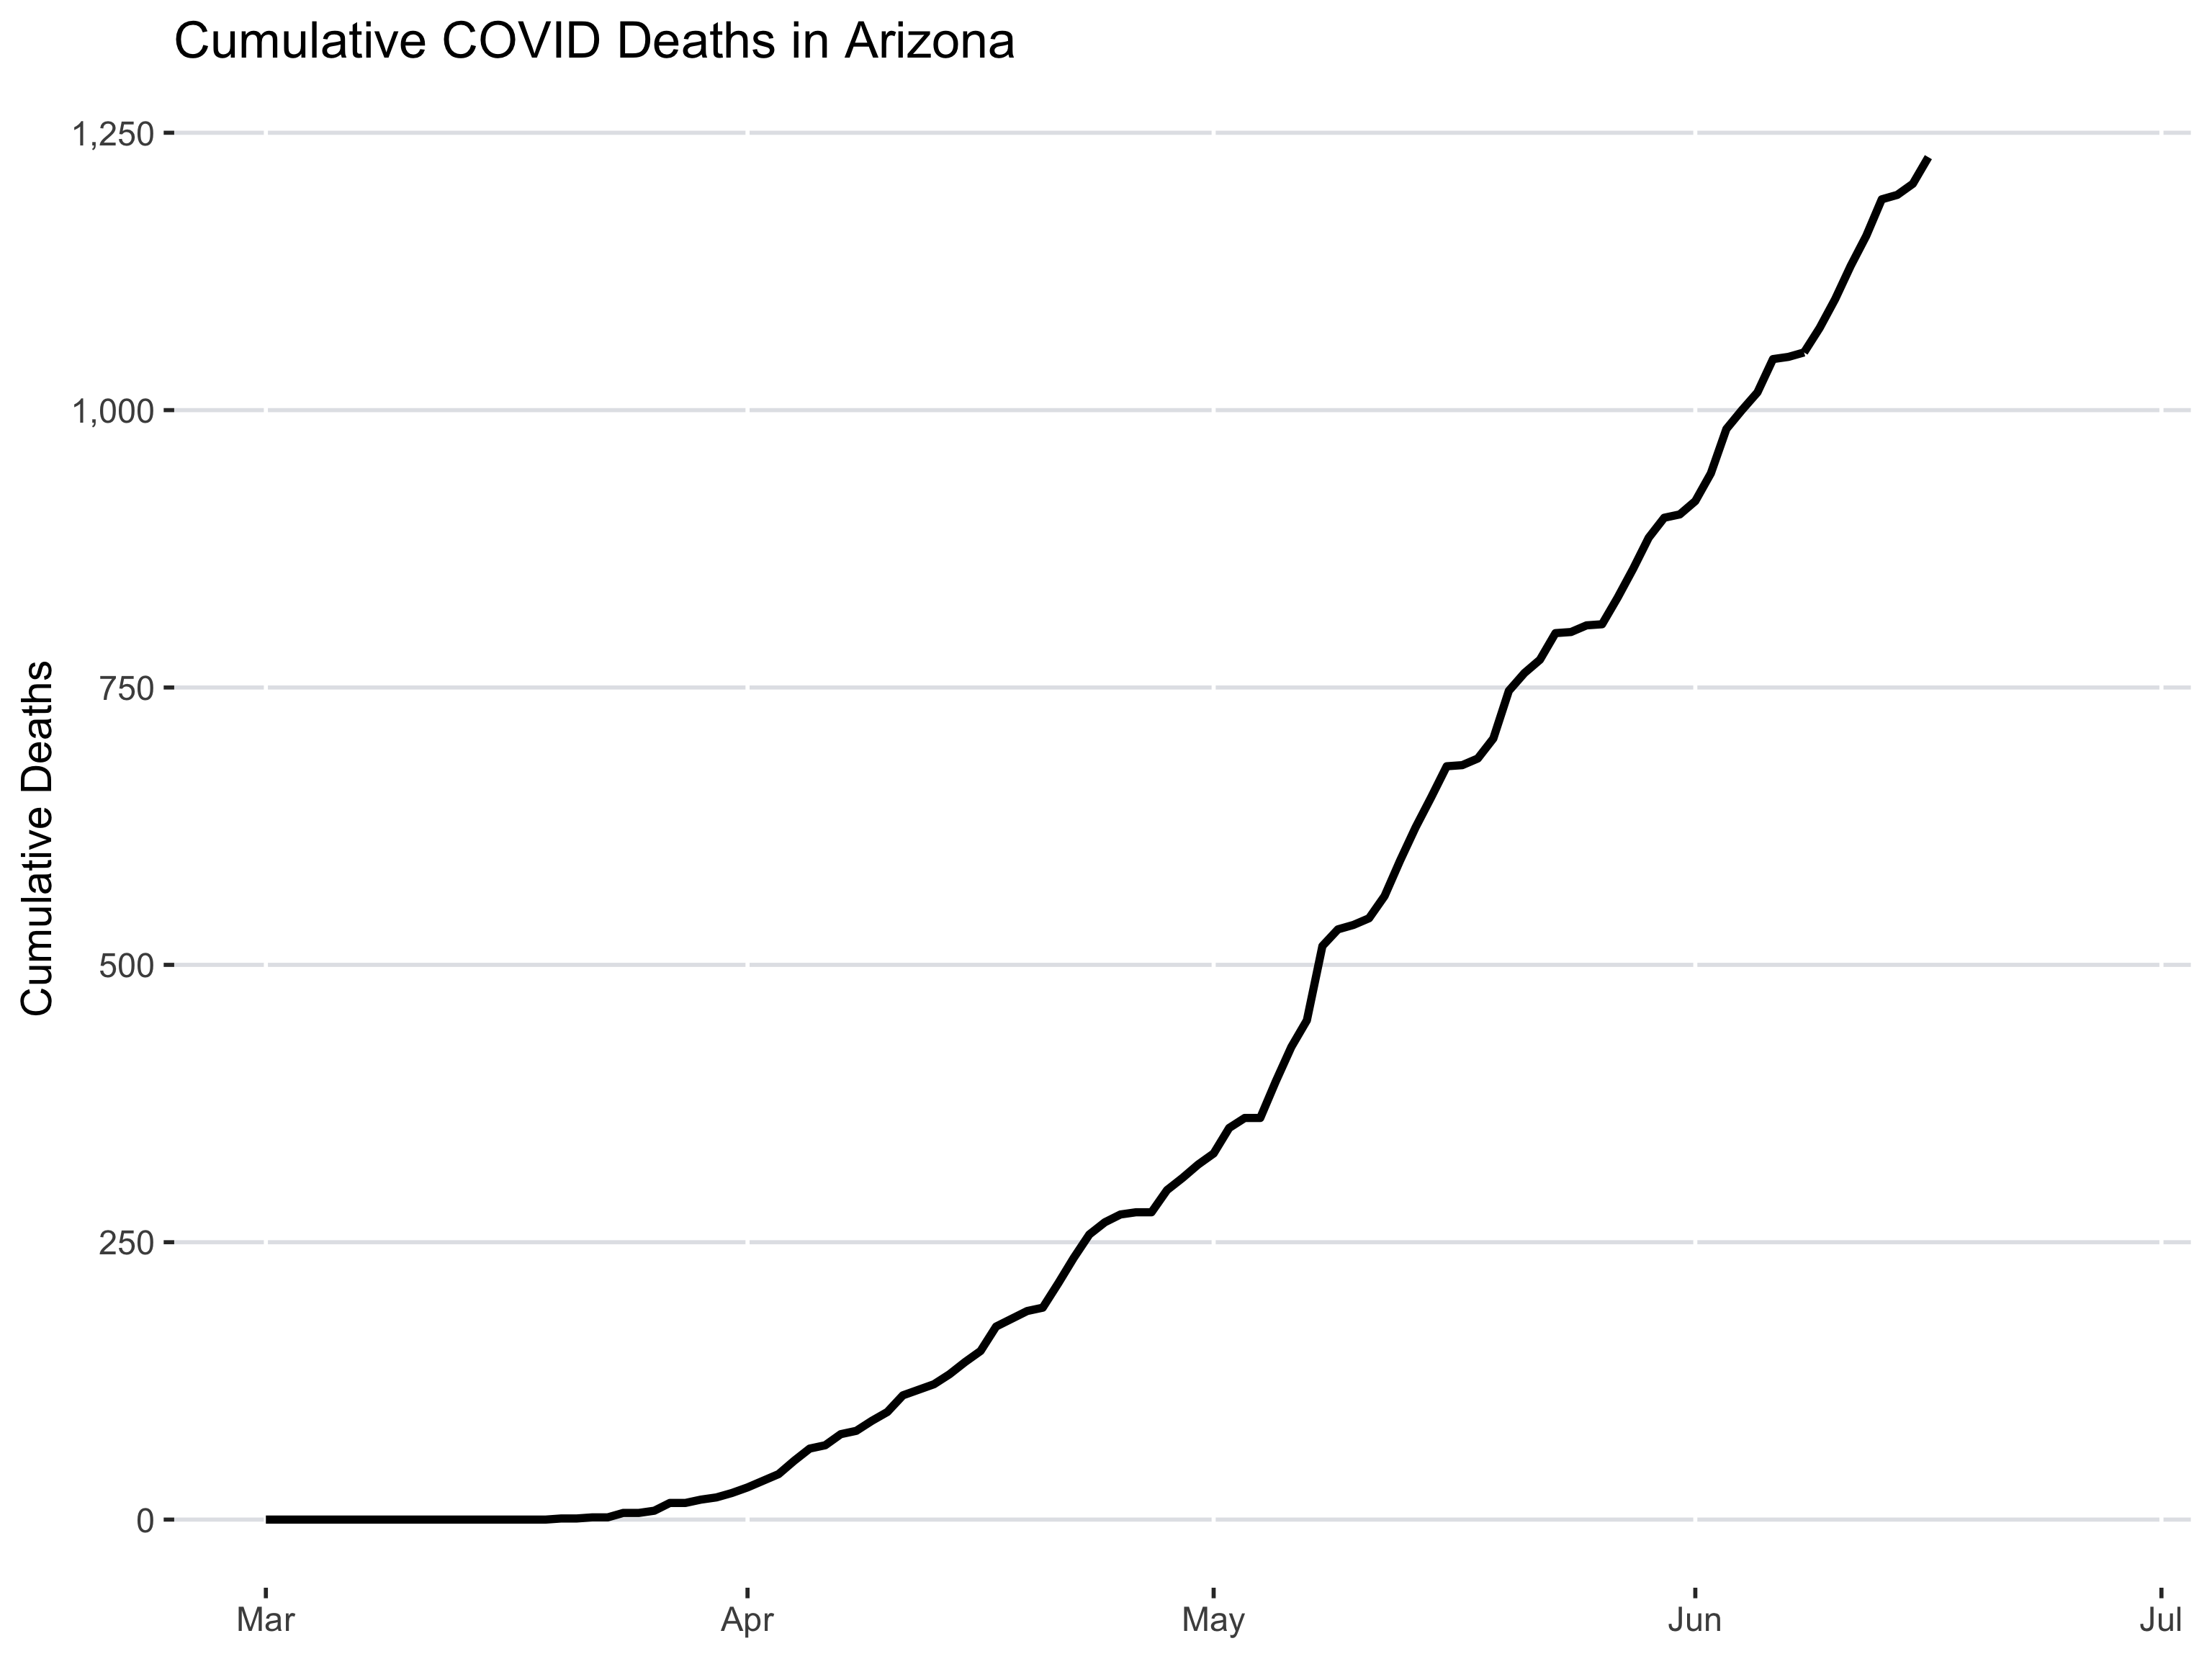 Cumulative COVID Deaths in Arizona
1,250
1,000
750
500
250
0
Cumulative Deaths
Mar
Apr
May
Jun
Jul